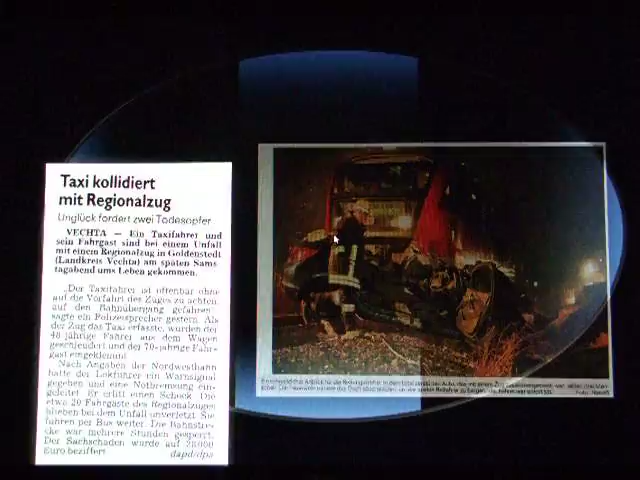 Taxi kollidiert
mit Regionalzug
Unglück fordert zwei Todesopfer
VECHTA — Ein Taxifahrer und
sein Fahrgast sind bei einem Unfall
mit einem Regionalzug in Goldenstedt
(Landkreis Vechta) am späten Sams-
tagabend ums Leben gekommen.
„Der Taxifahrer ist offenbar ohne
auf die Vorfahrt des Zuges zu achten,
auf den Bahnübergang gefahren“,
sagte ein Polizeisprecher gestern. Als
der Zug das Taxi erfasste, wurden der
48-jährige Fahrer aus dem Wagen
geschleudert und der 70-jährige Fahr-
gast eingeklemmt.
Nach Angaben der Nordwestbahn
hatte der Lokführer ein Warnsignal
gegeben und eine Notbremsung ein-
geleitet. Er erlitt einen Schock. Die
etwa 20 Fahrgäste des Regionalzuges
blieben bei dem Unfall unverletzt. Sie
fuhren per Bus weiter. Die Bahnstre-
cke war mehrere Stunden gesperrt.
Der Sachschaden wurde auf
Euro beziffert. dapd/dpa
Foto: